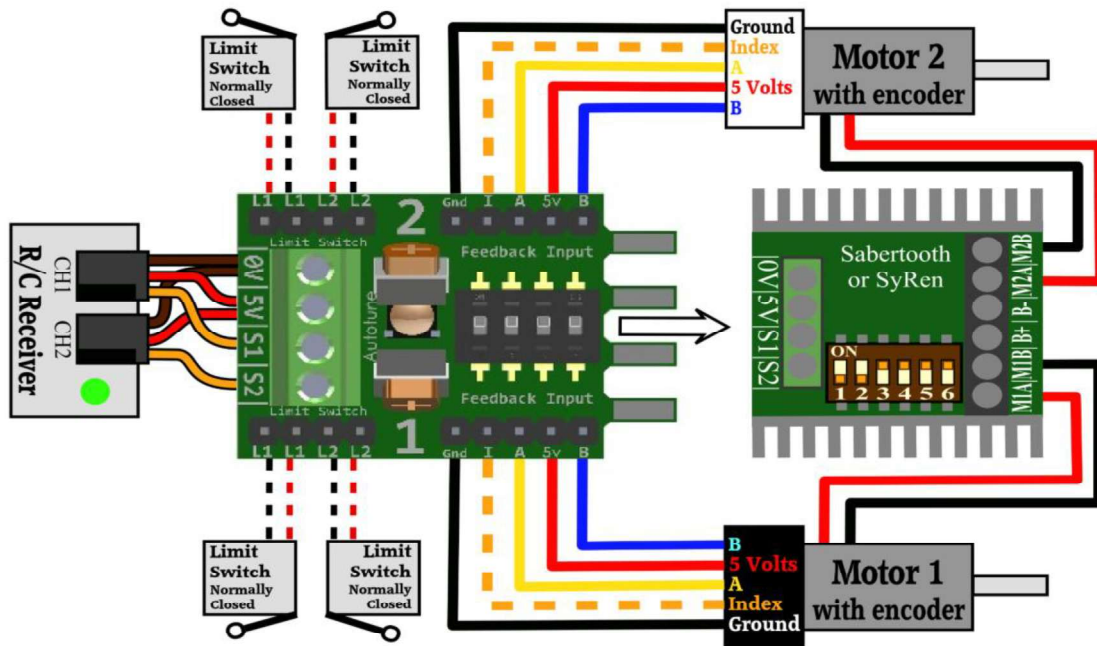 Limit
Switch
Normally
Closed
Limit
Switch
Normally
Closed
Ground
Index
A
5 Volts
B
Motor 2
with encoder
L1 L1 L2 L2
2
Gnd I A 5v B
Limit Switch
Feedback Input
R/C Receiver
CH1
CH2
0V
5V
S1
S2
Autotune
Sabertooth
or SyRen
|0V|5V|S1|S2|
M1A|M1B| B+ | B- |M2A|M2B
ON
1 2 3 4 5 6
Limit Switch
Feedback Input
1
L1 L1 L2 L2
Gnd I A 5v B
Limit
Switch
Normally
Closed
Limit
Switch
Normally
Closed
B
5 Volts
A
Index
Ground
Motor 1
with encoder